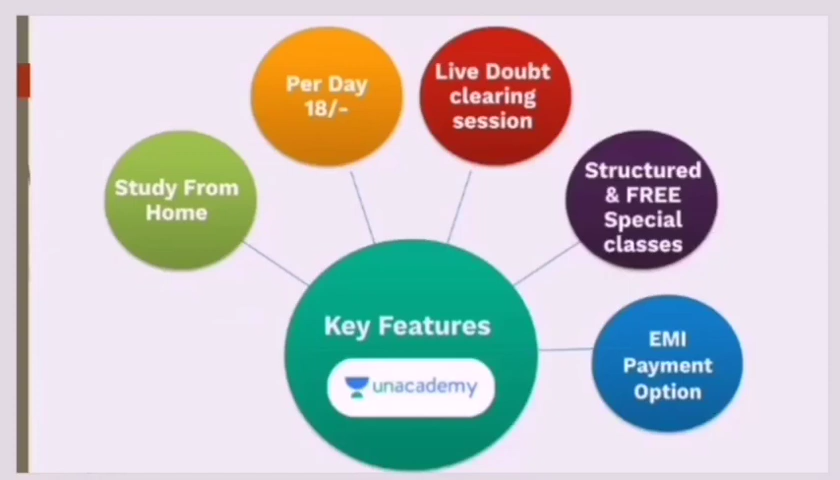 Per Day
18/-
Live Doubt
clearing
session
Study From
Home
Structured
& FREE
Special
classes
Key Features
unacademy
EMI
Payment
Option